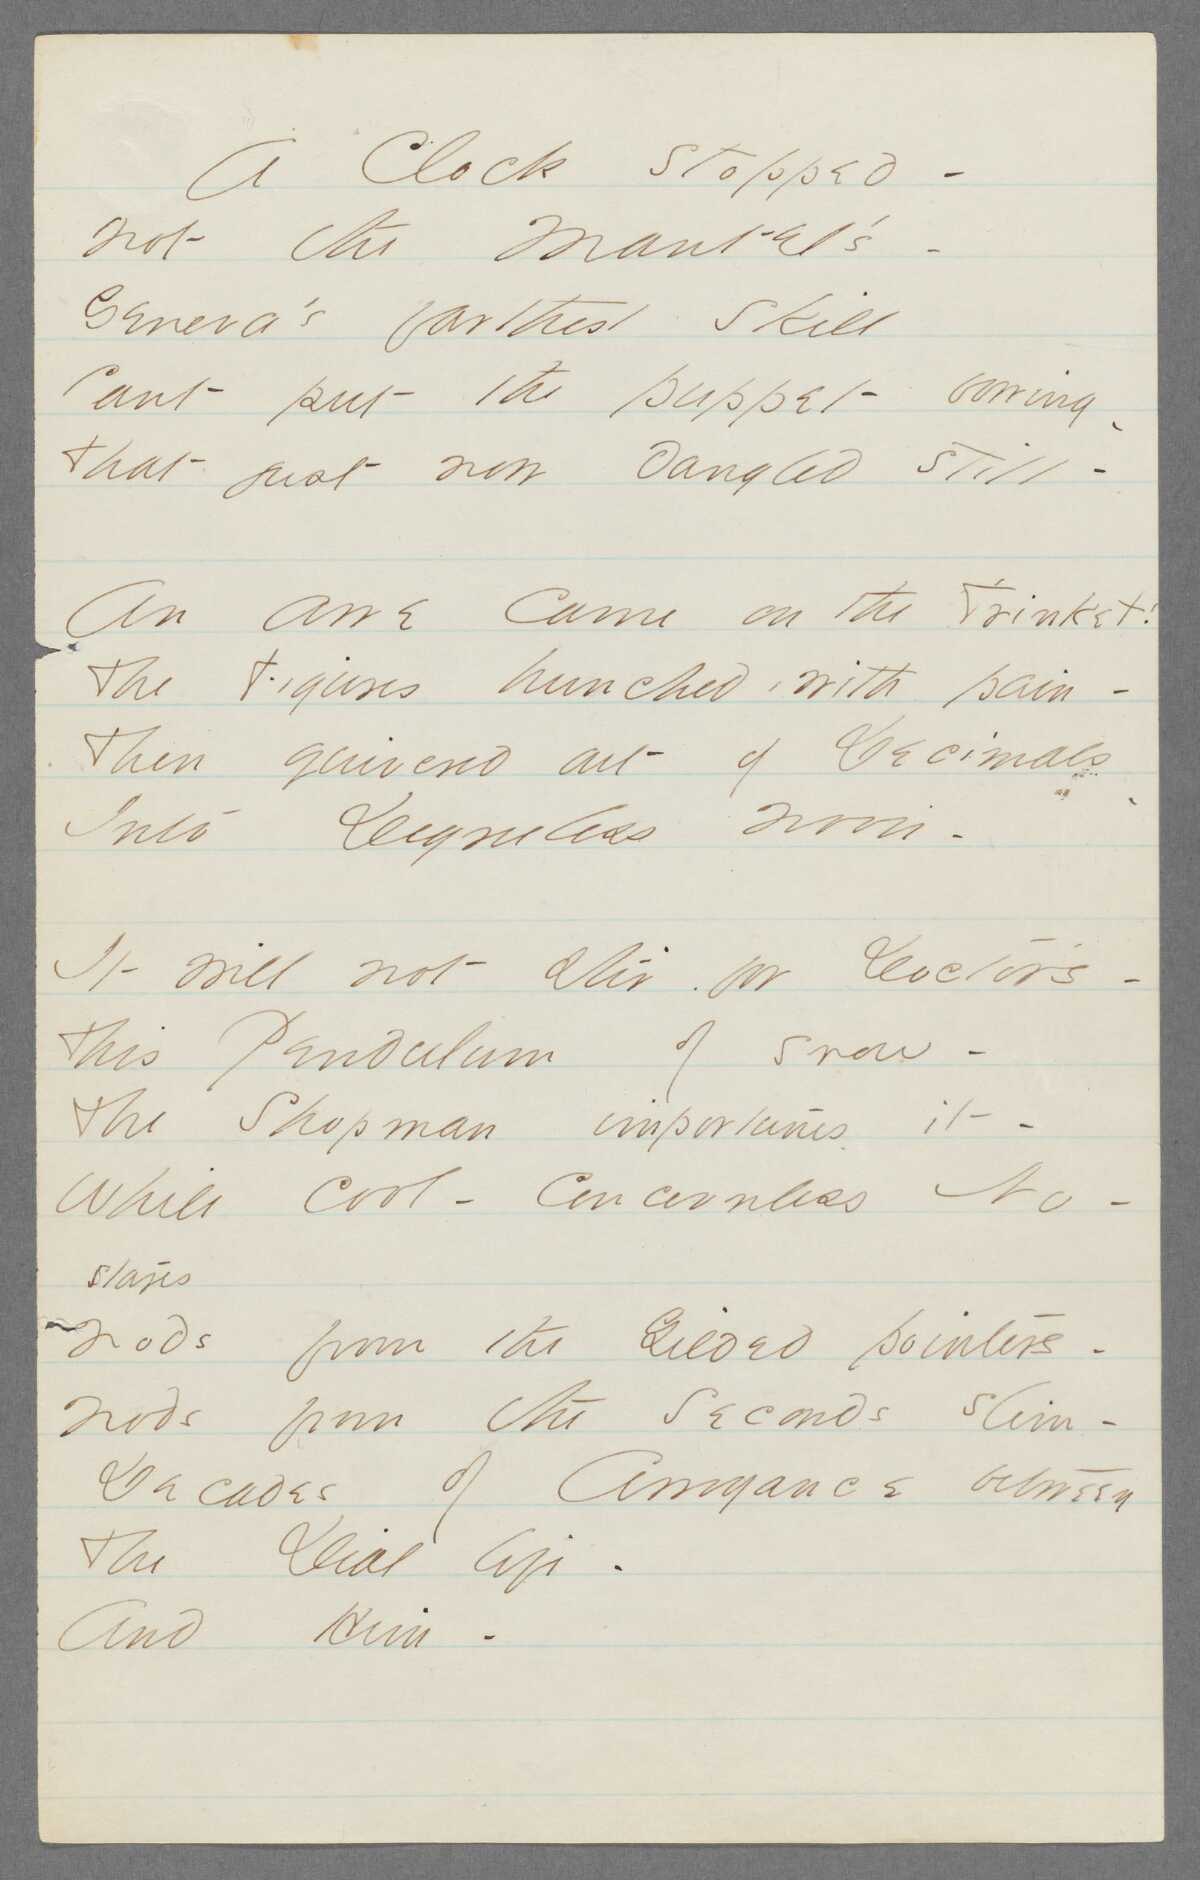 A Clock stopped -
not the Mantel's -
Geneva's farthest skill
Cant put the puppet bowing,
that just now dangled still -
An awe came on the Trinket!
The Figures hunched, with pain -
Then quivered out of Decimals,
Into Degreeless noon -
It will not stir for Doctor's -
This Pendulum of snow -
The Shopman importunes it -
While cool - concernless No -
stares
nods from the Gilded pointers -
nods from the Seconds slim -
Decades of Arrogance between
The Dial life -
And Him -